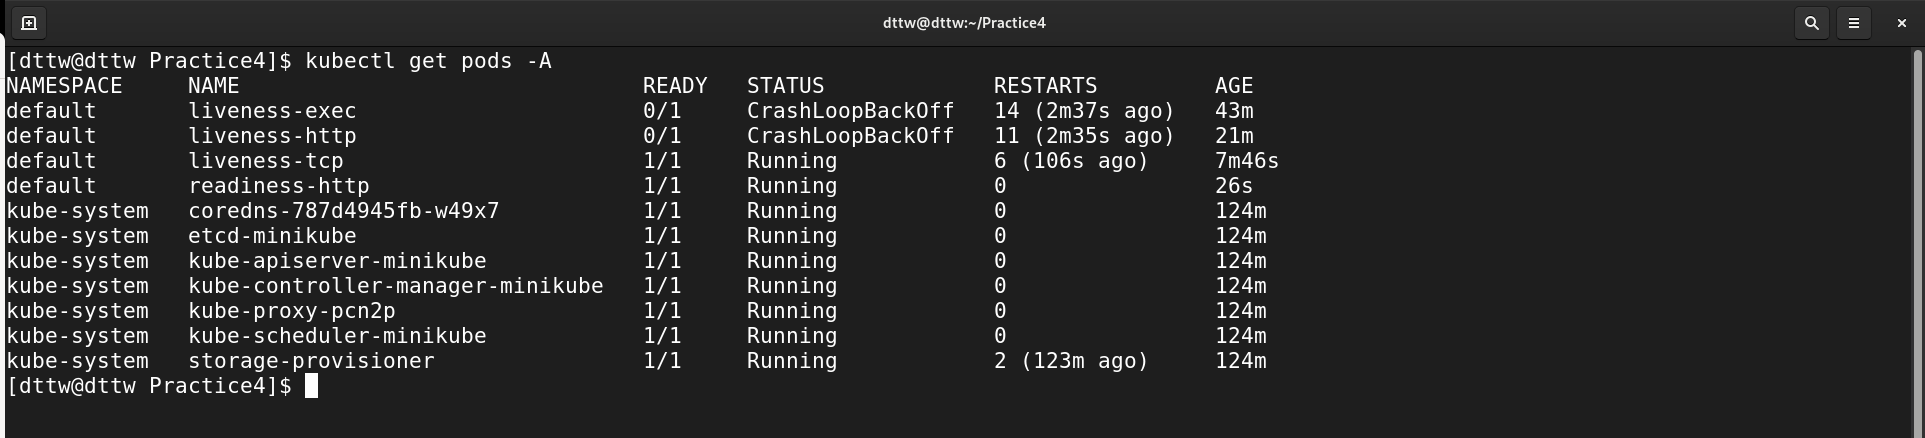 dttw@dttw:~/Practice4
[dttw@dttw Practice4]$ kubectl get pods -A
NAMESPACE     NAME                               READY   STATUS             RESTARTS         AGE
default       liveness-exec                      0/1     CrashLoopBackOff   14 (2m37s ago)   43m
default       liveness-http                      0/1     CrashLoopBackOff   11 (2m35s ago)   21m
default       liveness-tcp                       1/1     Running            6 (106s ago)     7m46s
default       readiness-http                     1/1     Running            0                26s
kube-system   coredns-787d4945fb-w49x7           1/1     Running            0                124m
kube-system   etcd-minikube                      1/1     Running            0                124m
kube-system   kube-apiserver-minikube            1/1     Running            0                124m
kube-system   kube-controller-manager-minikube   1/1     Running            0                124m
kube-system   kube-proxy-pcn2p                   1/1     Running            0                124m
kube-system   kube-scheduler-minikube            1/1     Running            0                124m
kube-system   storage-provisioner                1/1     Running            2 (123m ago)     124m
[dttw@dttw Practice4]$